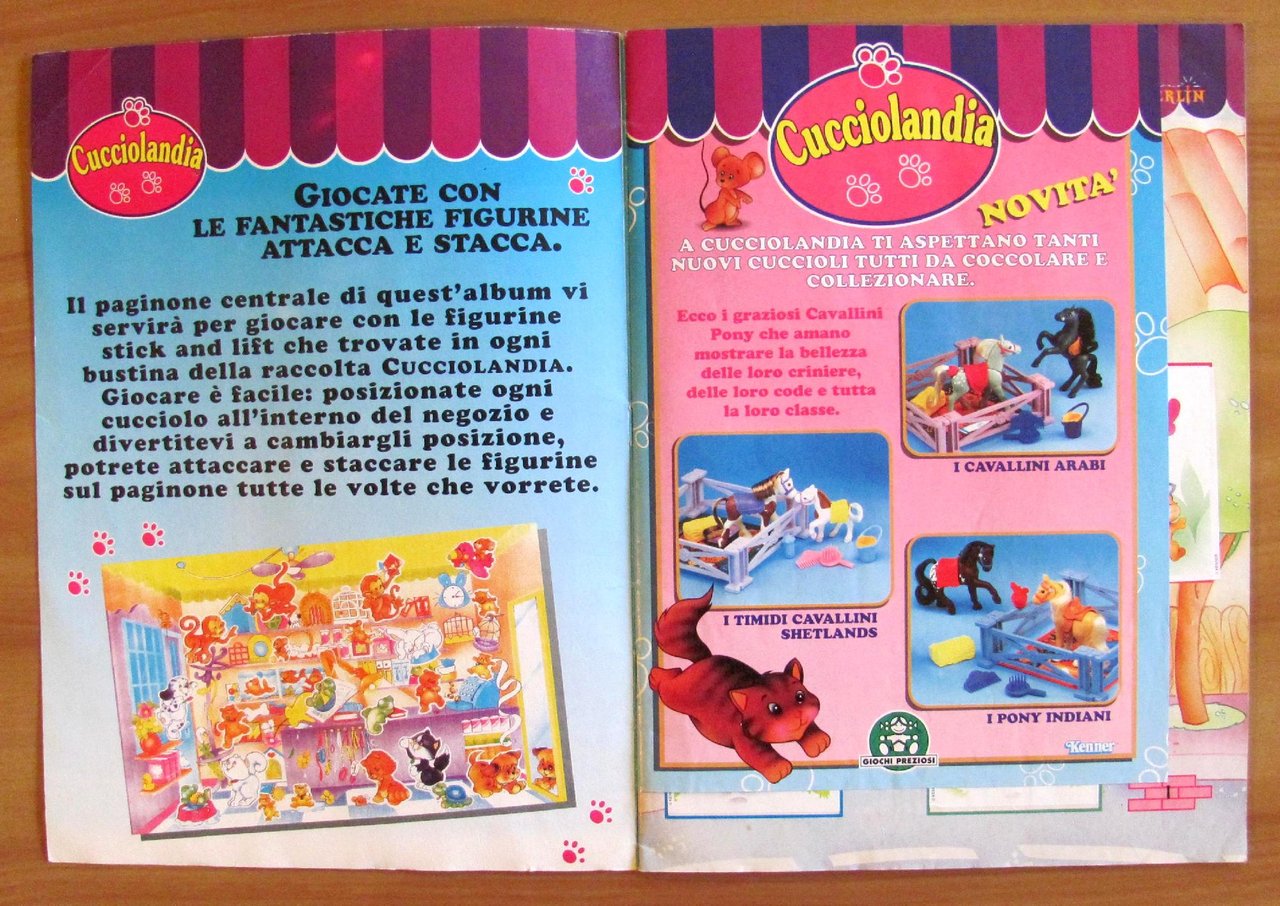 Cucciolandia
GIOCATE CON
LE FANTASTICHE FIGURINE
ATTACCA E STACCA.
Il paginone centrale di quest'album vi
servirà per giocare con le figurine
stick and lift che trovate in ogni
bustina della raccolta CUCCIOLANDIA.
Giocare è facile: posizionate ogni
cucciolo all'interno del negozio e
divertitevi a cambiargli posizione,
potrete attaccare e staccare le figurine
sul paginone tutte le volte che vorrete.
Cucciolandia
NOVITA'
A CUCCIOLANDIA TI ASPETTANO TANTI
NUOVI CUCCIOLI TUTTI DA COCCOLARE E
COLLEZIONARE.
Ecco i graziosi Cavallini
Pony che amano
mostrare la bellezza
delle loro criniere,
delle loro code e tutta
la loro classe.
I CAVALLINI ARABI
I TIMIDI CAVALLINI
SHETLANDS
I PONY INDIANI
GIOCHI PREZIOSI
Kenner
ERLIN